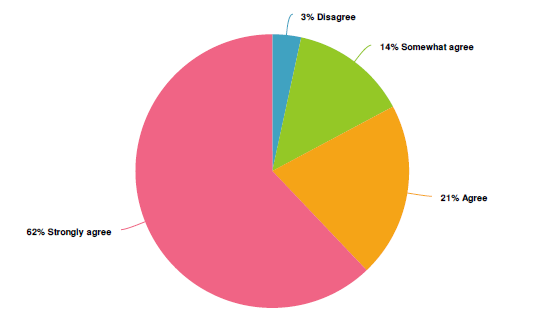 3% Disagree
14% Somewhat agree
21% Agree
62% Strongly agree